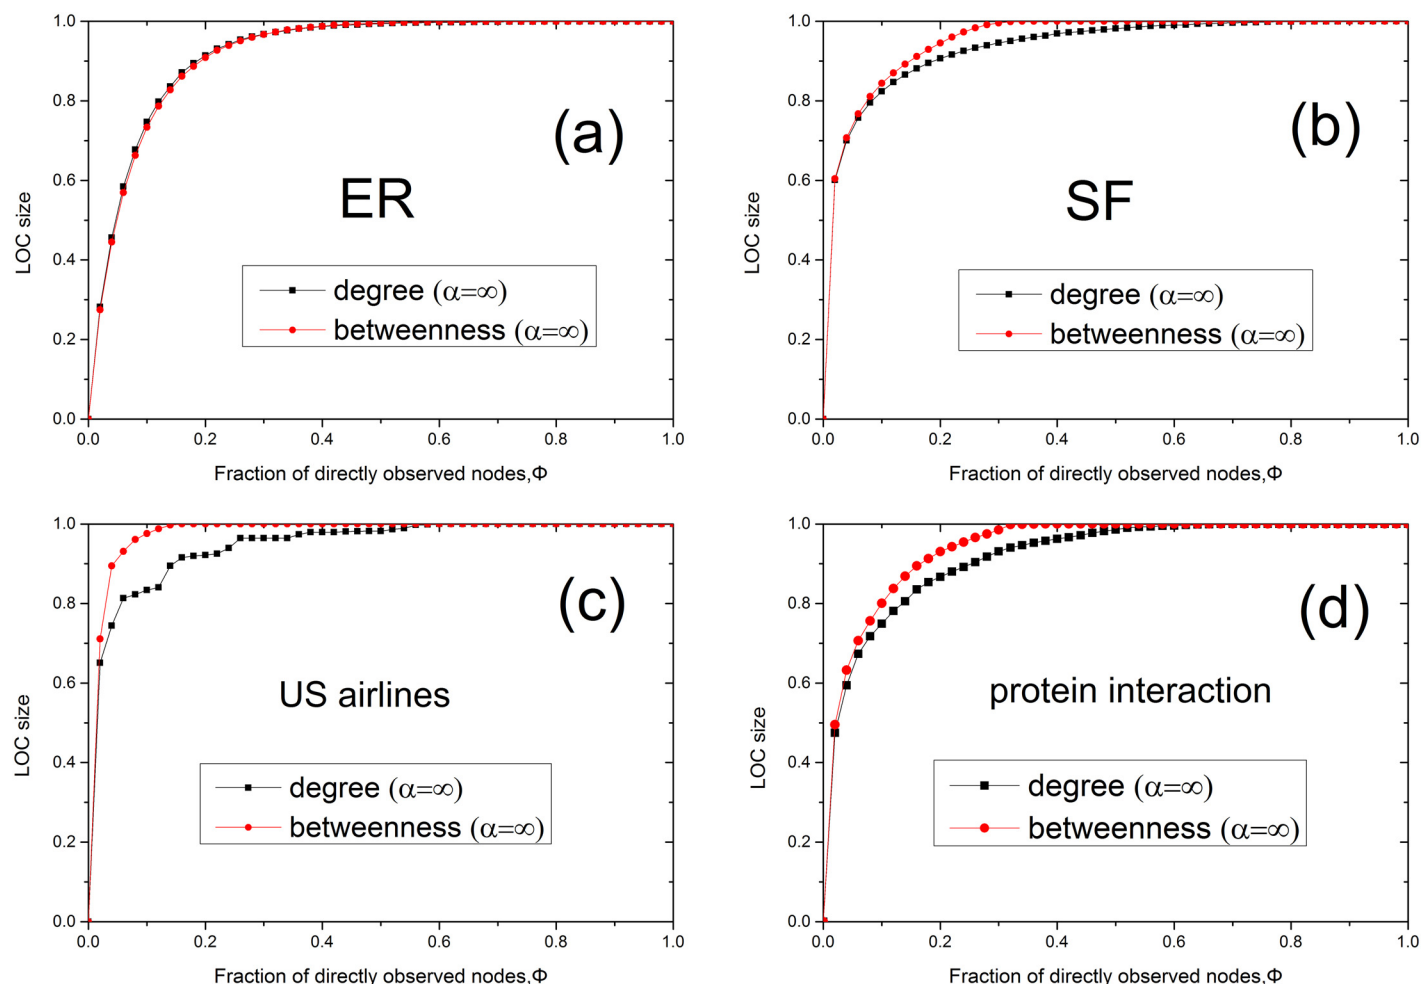 1.0
0.8
0.6
0.4
0.2
0.0
0.0 0.2 0.4 0.6 0.8 1.0
LOC size
Fraction of directly observed nodes,Φ
(a)
ER
degree (α=∞)
betweenness (α=∞)
1.0
0.8
0.6
0.4
0.2
0.0
0.0 0.2 0.4 0.6 0.8 1.0
LOC size
Fraction of directly observed nodes,Φ
(b)
SF
degree (α=∞)
betweenness (α=∞)
1.0
0.8
0.6
0.4
0.2
0.0
0.0 0.2 0.4 0.6 0.8 1.0
LOC size
Fraction of directly observed nodes,Φ
(c)
US airlines
degree (α=∞)
betweenness (α=∞)
1.0
0.8
0.6
0.4
0.2
0.0
0.0 0.2 0.4 0.6 0.8 1.0
LOC size
Fraction of directly observed nodes,Φ
(d)
protein interaction
degree (α=∞)
betweenness (α=∞)